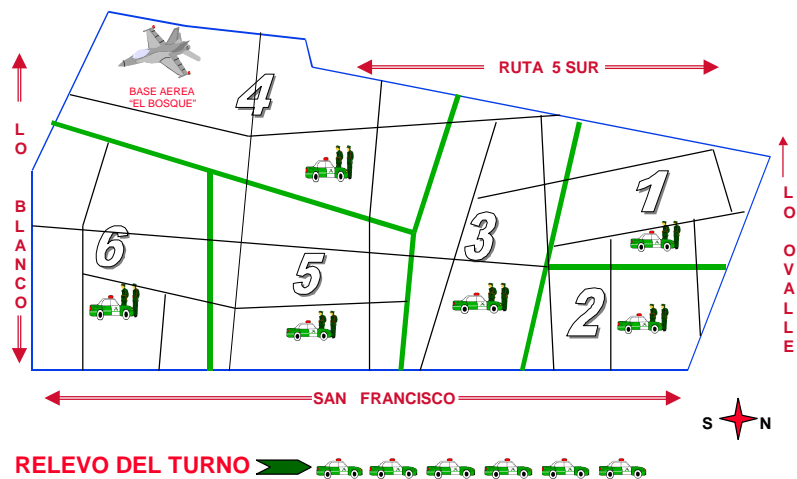 RUTA 5 SUR
BASE AEREA
"EL BOSQUE"
4
LO BLANCO
LO OVALLE
1
3
6
5
2
SAN FRANCISCO
S N
RELEVO DEL TURNO